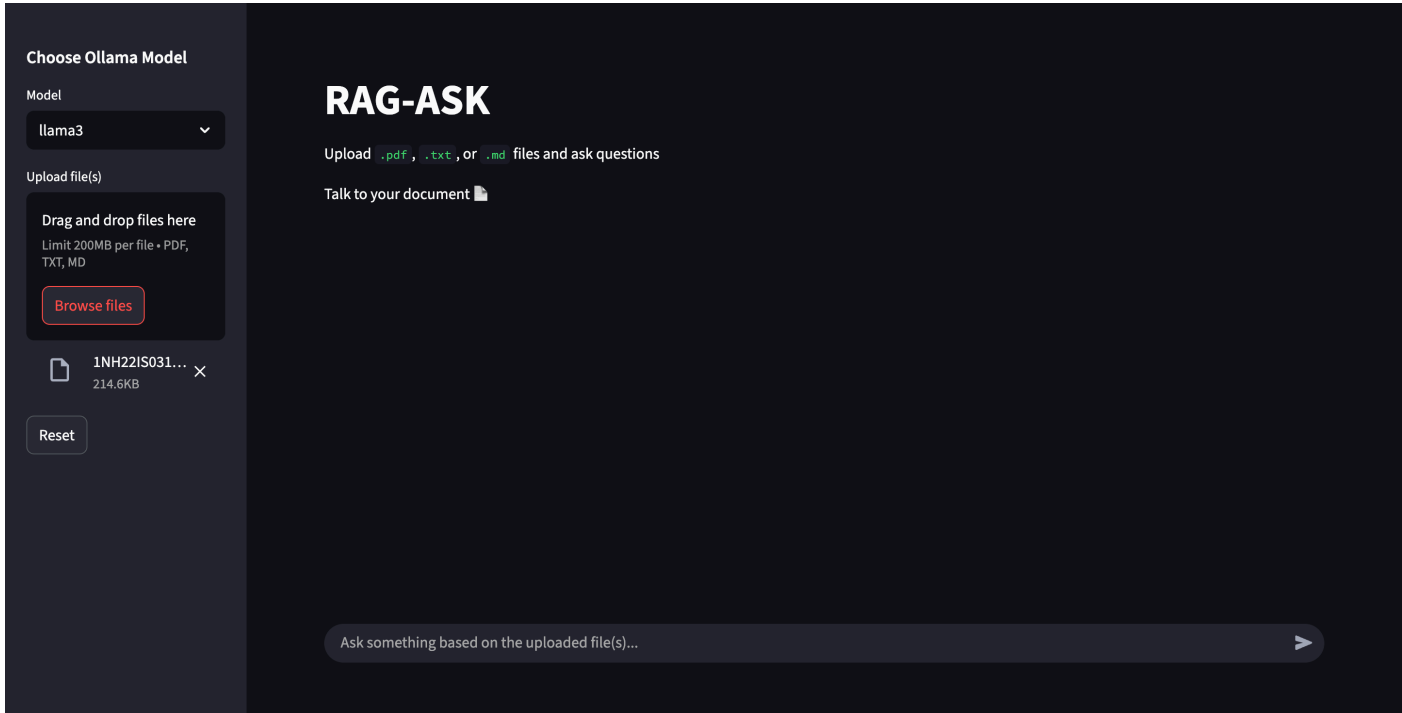 Choose Ollama Model
Model
llama3
Upload file(s)
Drag and drop files here
Limit 200MB per file • PDF,
TXT, MD
Browse files
1NH22IS031...
214.6KB
Reset
RAG-ASK
Upload .pdf, .txt, or .md files and ask questions
Talk to your document
Ask something based on the uploaded file(s)...